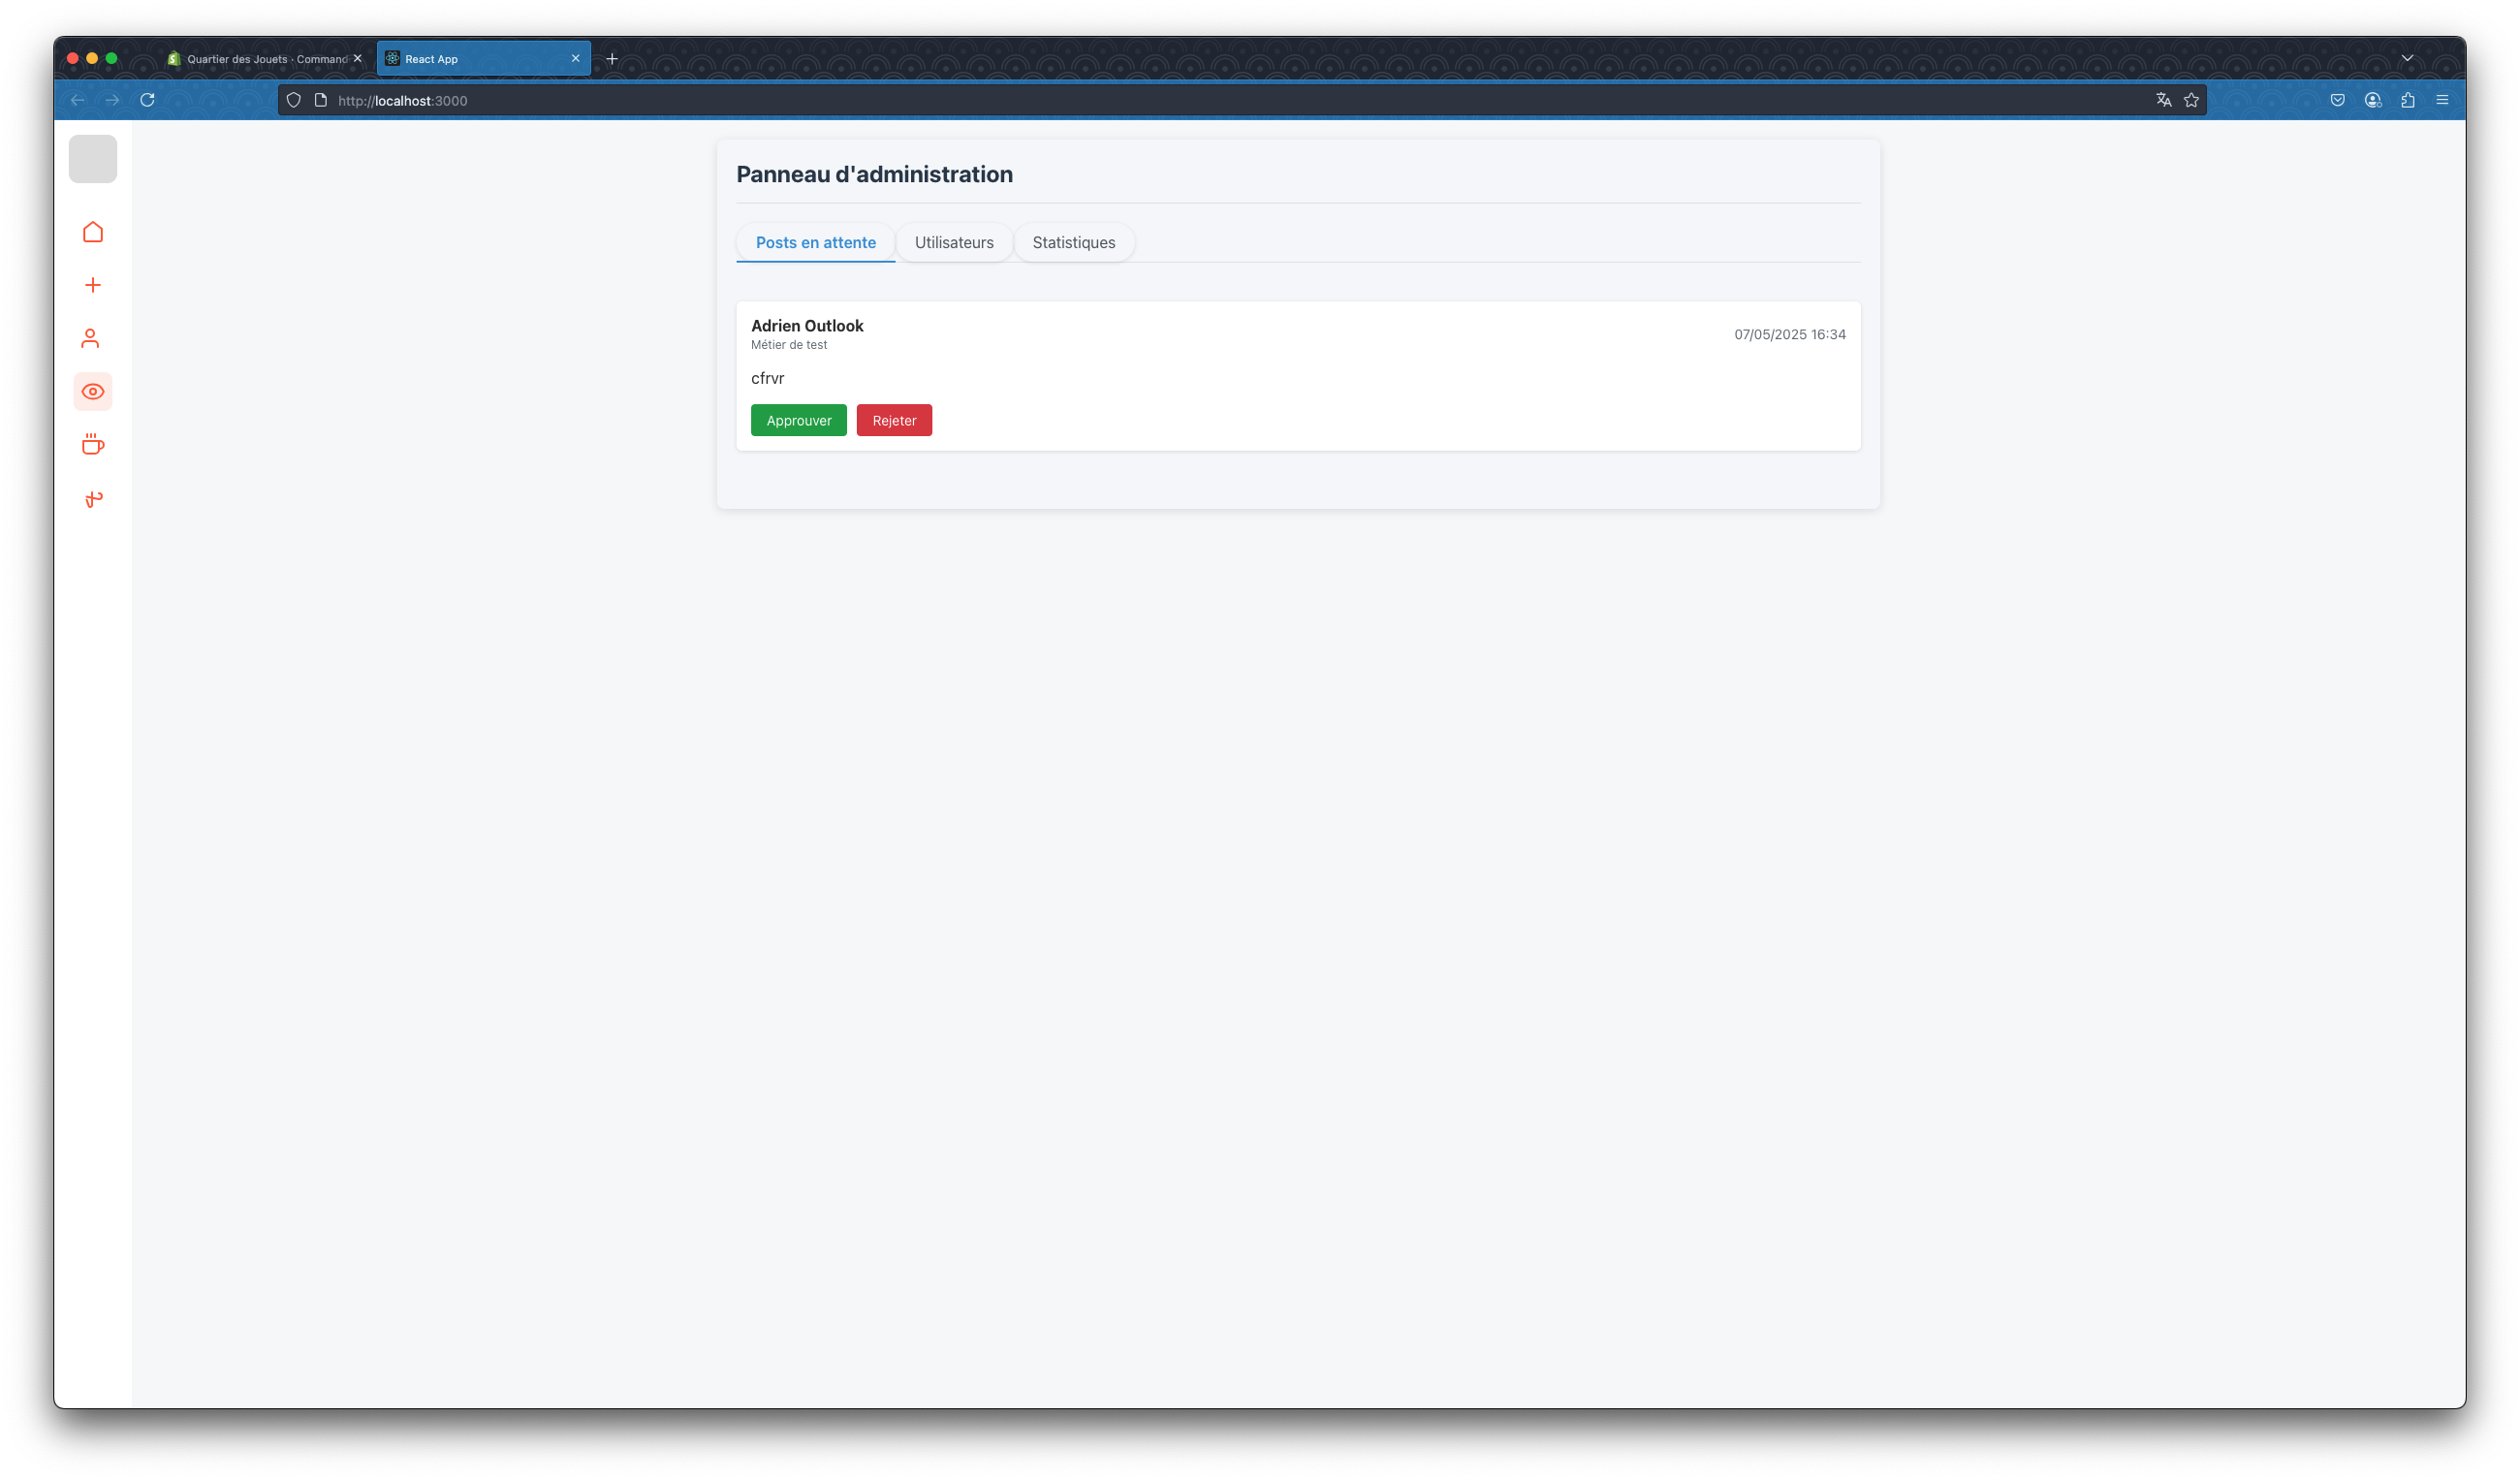 Quartier des Jouets · Command
React App
http://localhost:3000
Panneau d'administration
Posts en attente
Utilisateurs
Statistiques
Adrien Outlook
Métier de test
07/05/2025 16:34
cfrvr
Approuver
Rejeter